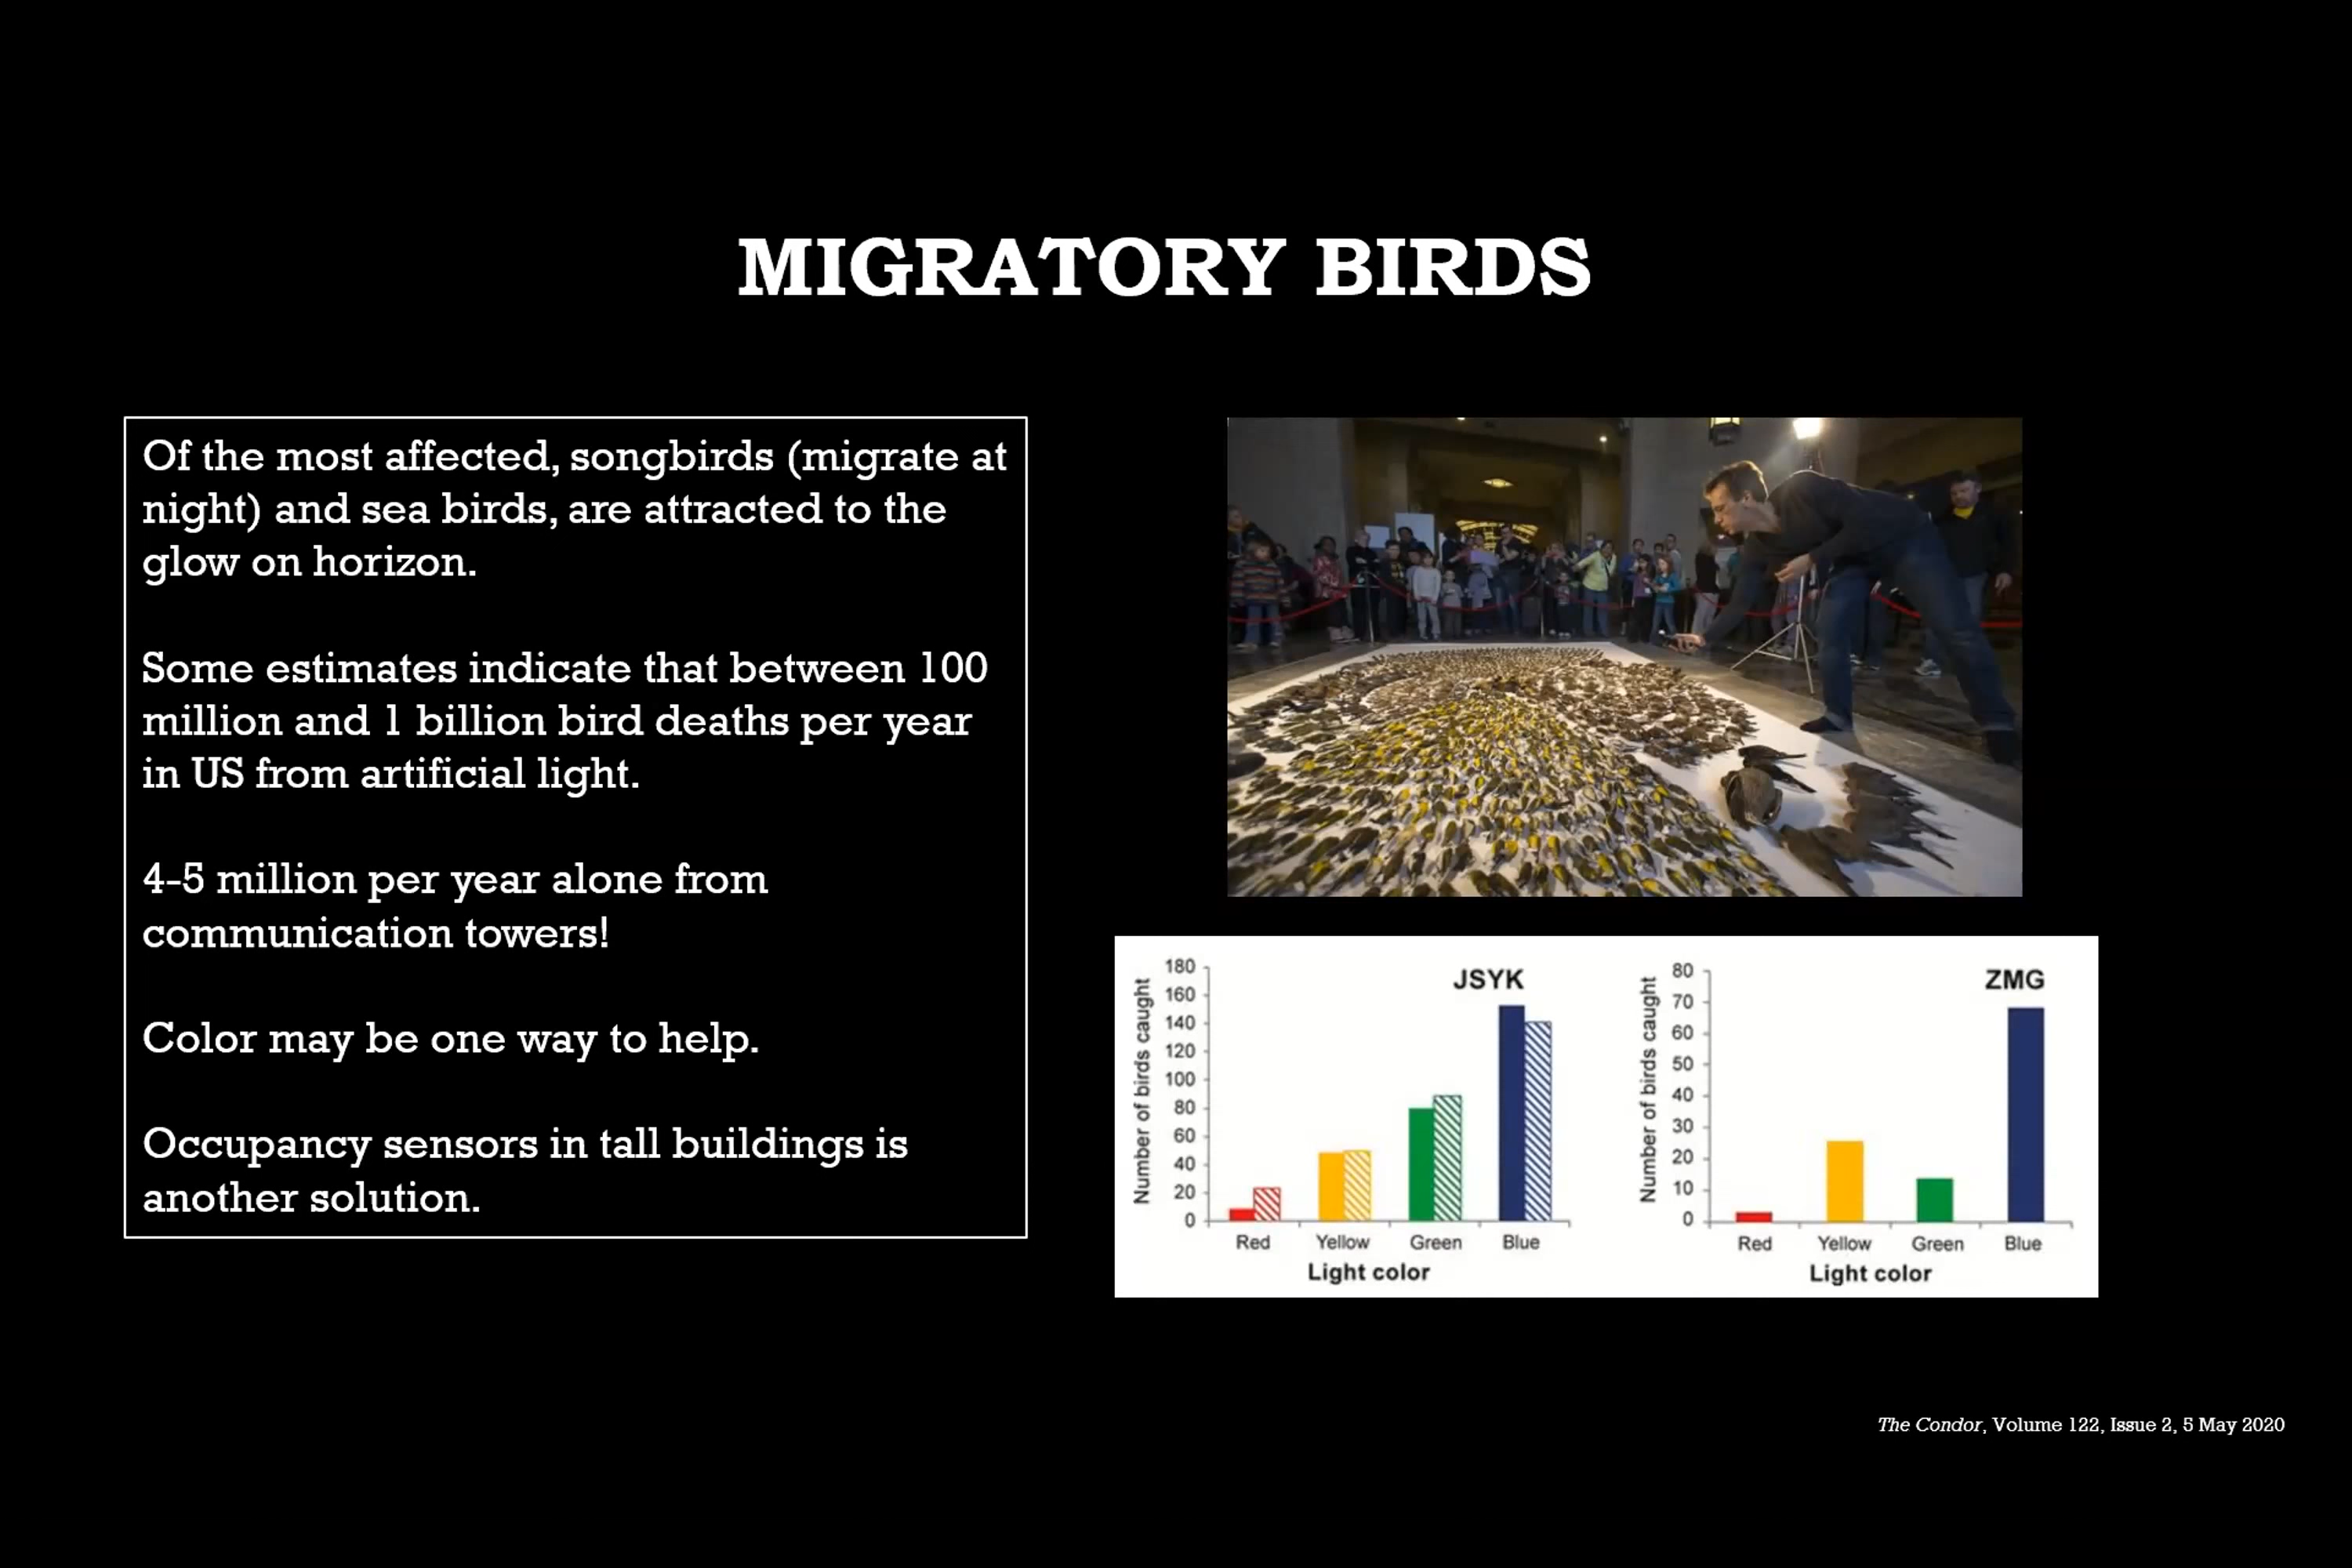 MIGRATORY BIRDS
Of the most affected, songbirds (migrate at
night) and sea birds, are attracted to the
glow on horizon.
Some estimates indicate that between 100
million and 1 billion bird deaths per year
in US from artificial light.
4-5 million per year alone from
communication towers!
Color may be one way to help.
Occupancy sensors in tall buildings is
another solution.
JSYK
Number of birds caught
180
160
140
120
100
80
60
40
20
0
Red Yellow Green Blue
Light color
ZMG
Number of birds caught
80
70
60
50
40
30
20
10
0
Red Yellow Green Blue
Light color
The Condor, Volume 122, Issue 2, 5 May 2020